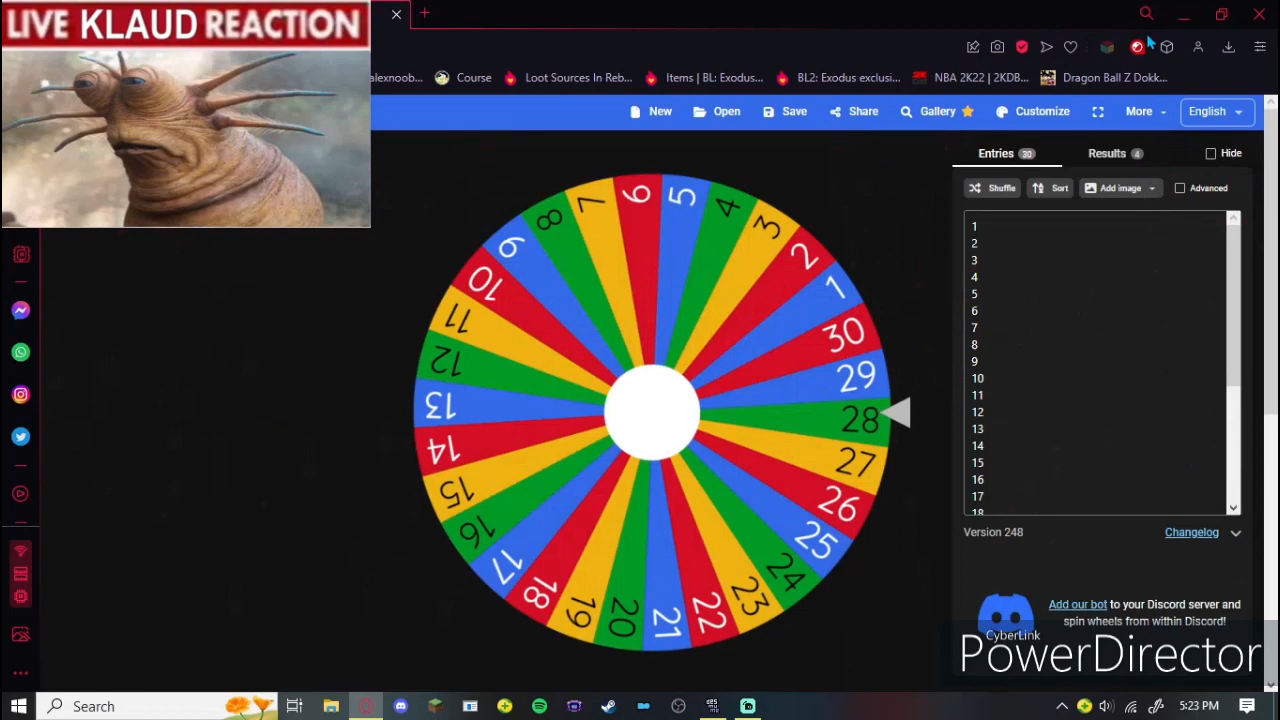 LIVE KLAUD REACTION
alexnoob...
Course
Loot Sources In Reb...
Items | BL: Exodus...
BL2: Exodus exclusi...
NBA 2K22 | 2KDB...
Dragon Ball Z Dokk...
New
Open
Save
Share
Gallery
Customize
More
English
Entries 30
Results 4
Hide
Shuffle
Sort
Add image
Advanced
1
2
3
4
5
6
7
8
9
10
11
12
13
14
15
16
17
18
Version 248
Changelog
Add our bot to your Discord server and
spin wheels from within Discord!
CyberLink
PowerDirector
1
2
3
4
5
6
7
8
9
10
11
12
13
14
15
16
17
18
19
20
21
22
23
24
25
26
27
28
29
30
Search
5:23 PM